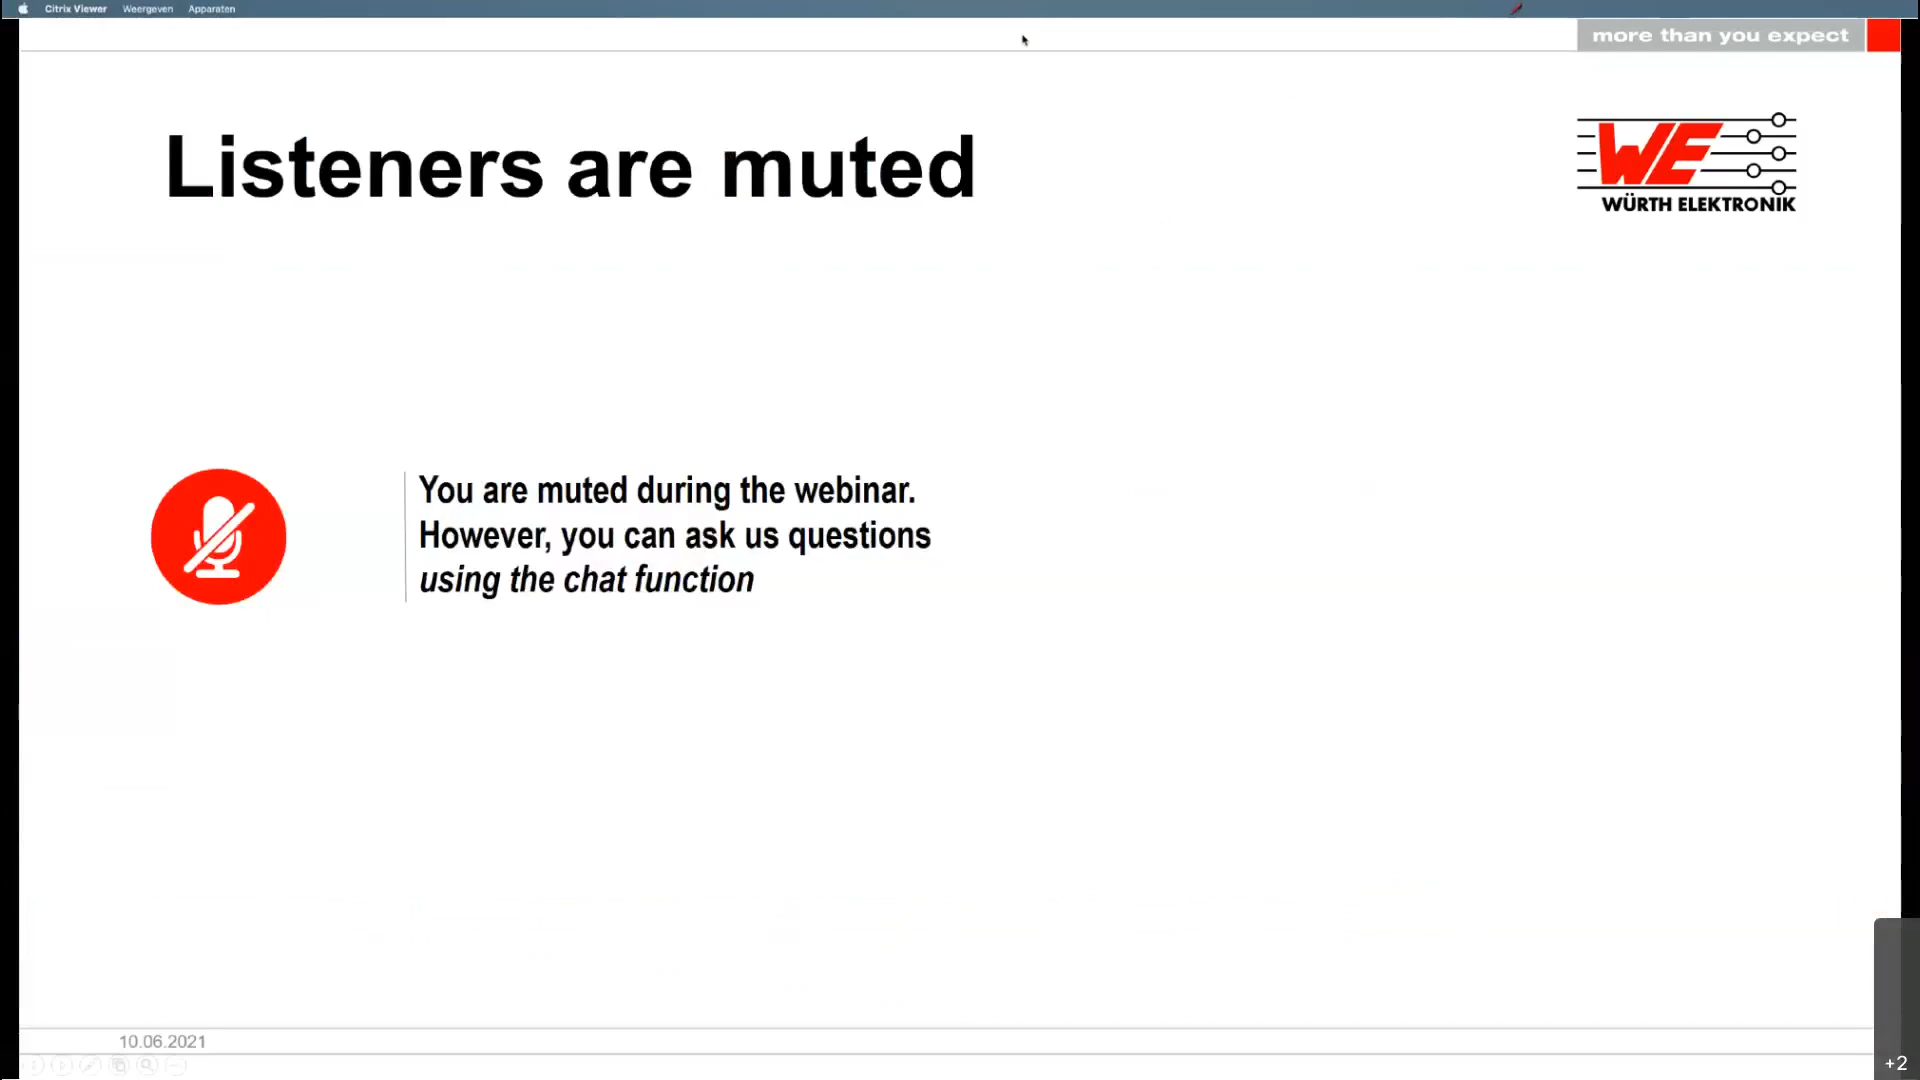 Citrix Viewer Weergeven Apparaten
more than you expect
Listeners are muted
WE
WÜRTH ELEKTRONIK
You are muted during the webinar.
However, you can ask us questions
using the chat function
10.06.2021
+2